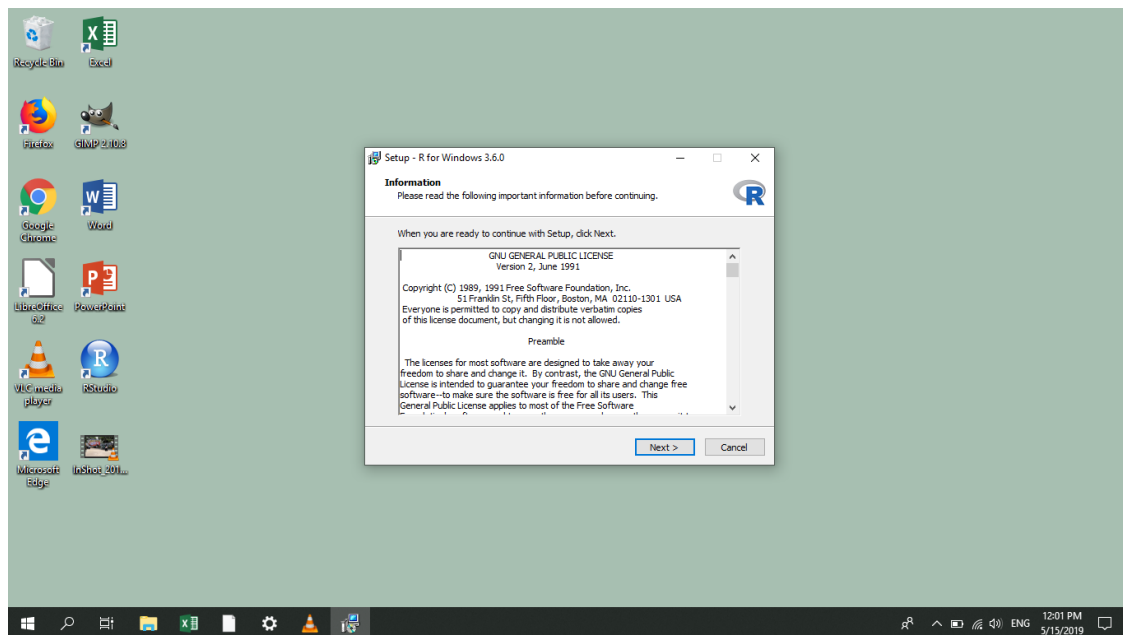 Recycle Bin
Excel
Firefox
GIMP 2.10.8
Google
Chrome
Word
LibreOffice
6.2
PowerPoint
VLC media
player
RStudio
Microsoft
Edge
InShot_201...
Setup - R for Windows 3.6.0
Information
Please read the following important information before continuing.
When you are ready to continue with Setup, click Next.
GNU GENERAL PUBLIC LICENSE
Version 2, June 1991
Copyright (C) 1989, 1991 Free Software Foundation, Inc.
51 Franklin St, Fifth Floor, Boston, MA 02110-1301 USA
Everyone is permitted to copy and distribute verbatim copies
of this license document, but changing it is not allowed.
Preamble
The licenses for most software are designed to take away your
freedom to share and change it. By contrast, the GNU General Public
License is intended to guarantee your freedom to share and change free
software--to make sure the software is free for all its users. This
General Public License applies to most of the Free Software
Next >
Cancel
ENG
12:01 PM
5/15/2019